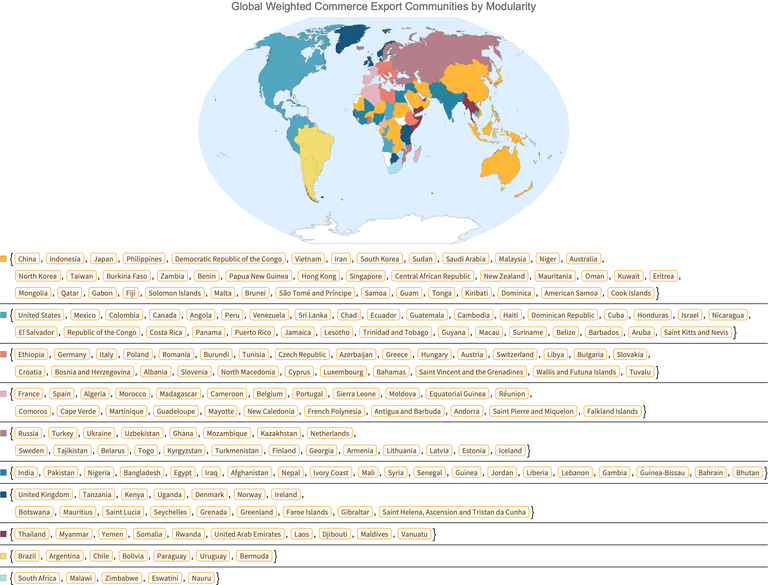 Global Weighted Commerce Export Communities by Modularity
{ China , Indonesia , Japan , Philippines , Democratic Republic of the Congo , Vietnam , Iran , South Korea , Sudan , Saudi Arabia , Malaysia , Niger , Australia ,
North Korea , Taiwan , Burkina Faso , Zambia , Benin , Papua New Guinea , Hong Kong , Singapore , Central African Republic , New Zealand , Mauritania , Oman , Kuwait , Eritrea ,
Mongolia , Qatar , Gabon , Fiji , Solomon Islands , Malta , Brunei , São Tomé and Príncipe , Samoa , Guam , Tonga , Kiribati , Dominica , American Samoa , Cook Islands }
{ United States , Mexico , Colombia , Canada , Angola , Peru , Venezuela , Sri Lanka , Chad , Ecuador , Guatemala , Cambodia , Haiti , Dominican Republic , Cuba , Honduras , Israel , Nicaragua ,
El Salvador , Republic of the Congo , Costa Rica , Panama , Puerto Rico , Jamaica , Lesotho , Trinidad and Tobago , Guyana , Macau , Suriname , Belize , Barbados , Aruba , Saint Kitts and Nevis }
{ Ethiopia , Germany , Italy , Poland , Romania , Burundi , Tunisia , Czech Republic , Azerbaijan , Greece , Hungary , Austria , Switzerland , Libya , Bulgaria , Slovakia ,
Croatia , Bosnia and Herzegovina , Albania , Slovenia , North Macedonia , Cyprus , Luxembourg , Bahamas , Saint Vincent and the Grenadines , Wallis and Futuna Islands , Tuvalu }
{ France , Spain , Algeria , Morocco , Madagascar , Cameroon , Belgium , Portugal , Sierra Leone , Moldova , Equatorial Guinea , Réunion ,
Comoros , Cape Verde , Martinique , Guadeloupe , Mayotte , New Caledonia , French Polynesia , Antigua and Barbuda , Andorra , Saint Pierre and Miquelon , Falkland Islands }
{ Russia , Turkey , Ukraine , Uzbekistan , Ghana , Mozambique , Kazakhstan , Netherlands ,
Sweden , Tajikistan , Belarus , Togo , Kyrgyzstan , Turkmenistan , Finland , Georgia , Armenia , Lithuania , Latvia , Estonia , Iceland }
{ India , Pakistan , Nigeria , Bangladesh , Egypt , Iraq , Afghanistan , Nepal , Ivory Coast , Mali , Syria , Senegal , Guinea , Jordan , Liberia , Lebanon , Gambia , Guinea-Bissau , Bahrain , Bhutan }
{ United Kingdom , Tanzania , Kenya , Uganda , Denmark , Norway , Ireland ,
Botswana , Mauritius , Saint Lucia , Seychelles , Grenada , Greenland , Faroe Islands , Gibraltar , Saint Helena, Ascension and Tristan da Cunha }
{ Thailand , Myanmar , Yemen , Somalia , Rwanda , United Arab Emirates , Laos , Djibouti , Maldives , Vanuatu }
{ Brazil , Argentina , Chile , Bolivia , Paraguay , Uruguay , Bermuda }
{ South Africa , Malawi , Zimbabwe , Eswatini , Nauru }